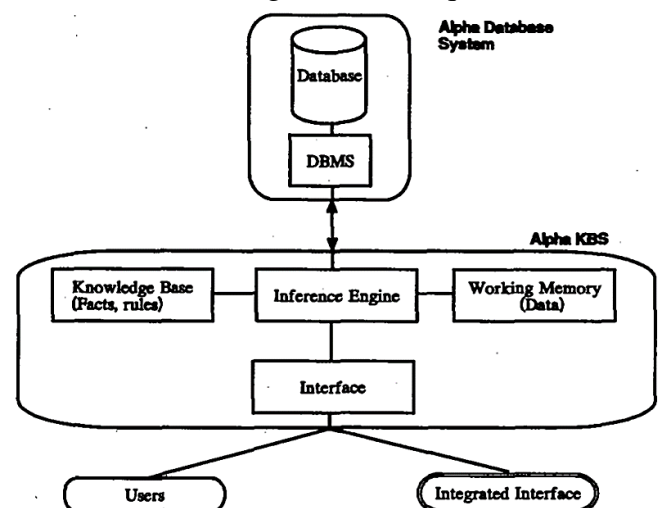 Alpha Database
System
Database
DBMS
Alpha KBS
Knowledge Base
(Facts, rules)
Inference Engine
Working Memory
(Data)
Interface
Users
Integrated Interface